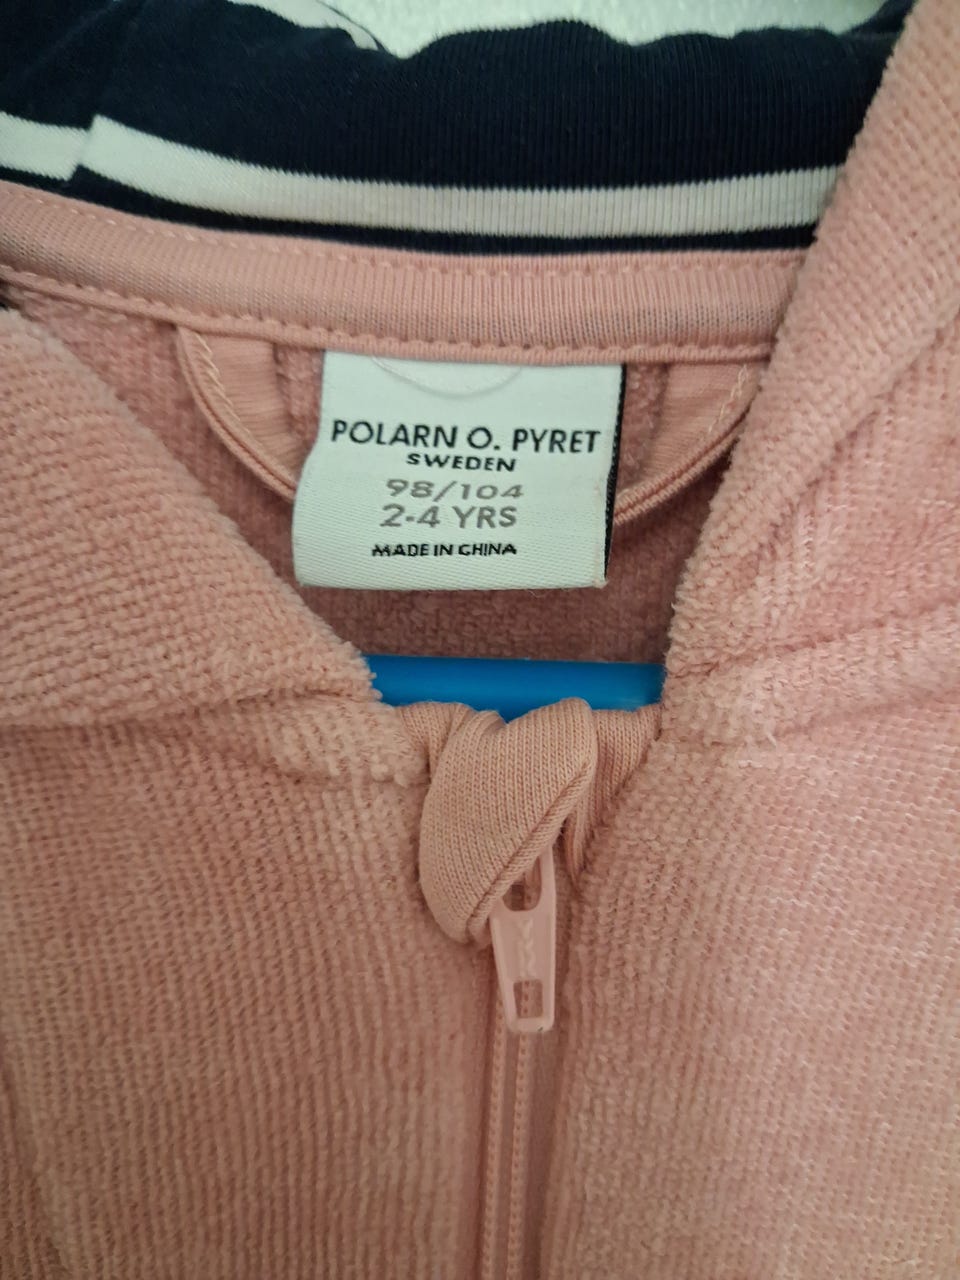 POLARN O. PYRET
SWEDEN
98/104
2-4 YRS
MADE IN CHINA